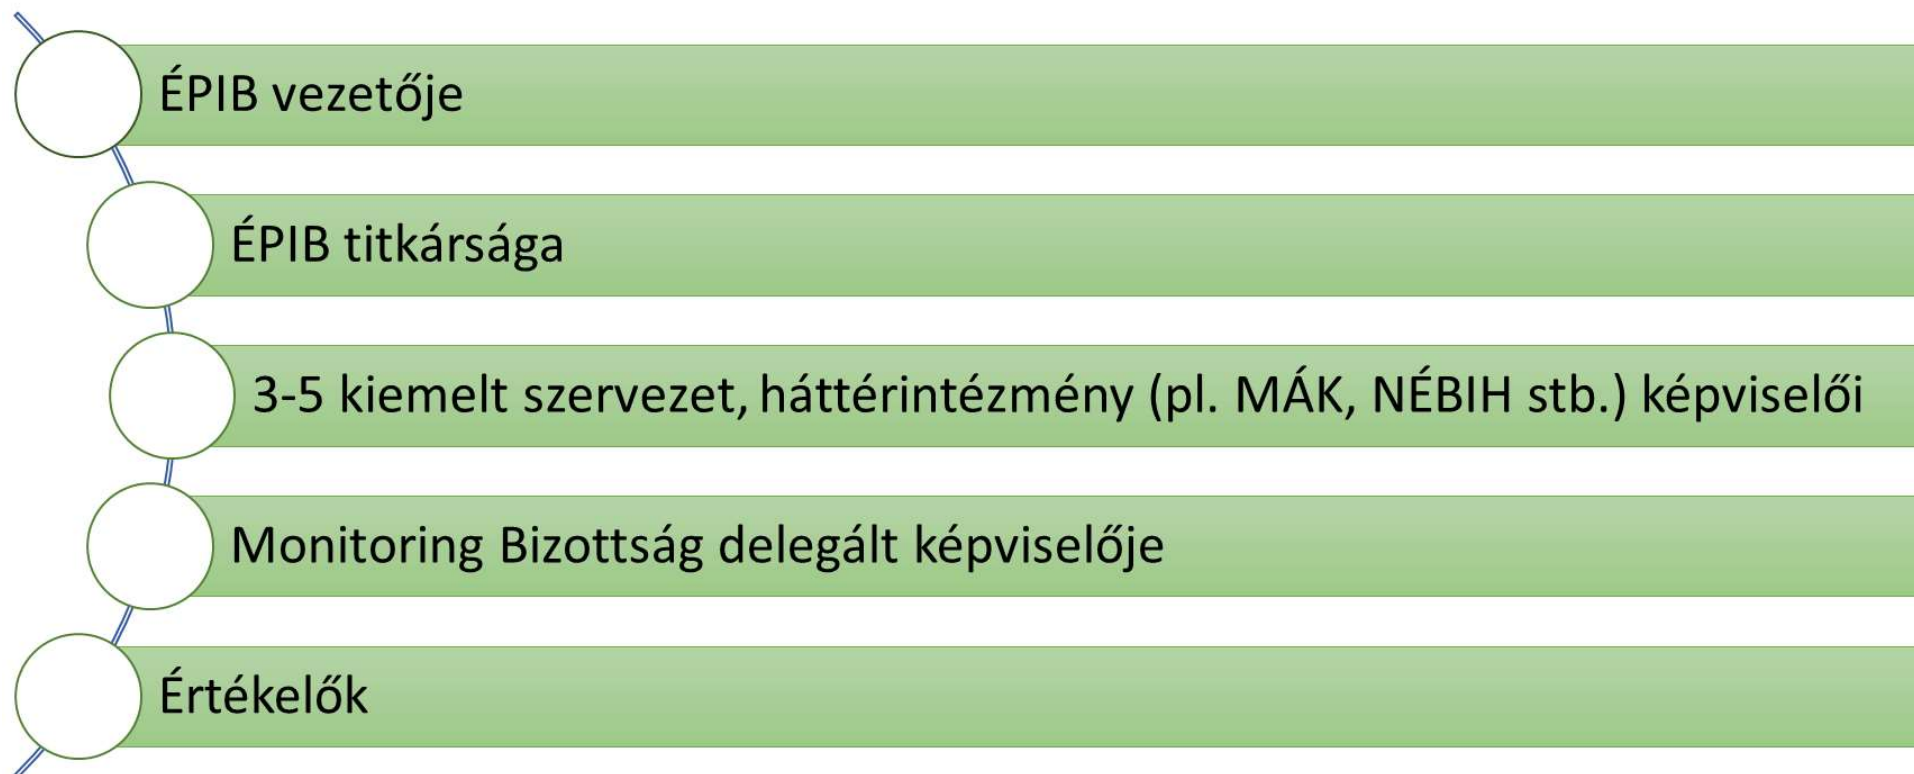 ÉPIB vezetője
ÉPIB titkársága
3-5 kiemelt szervezet, háttérintézmény (pl. MÁK, NÉBIH stb.) képviselői
Monitoring Bizottság delegált képviselője
Értékelők